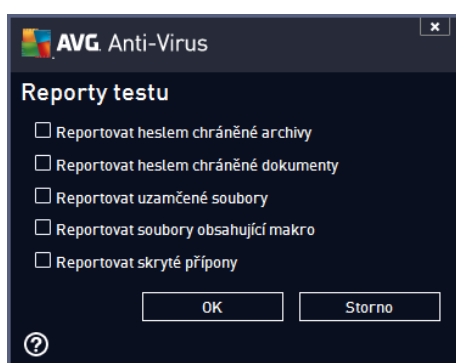 AVG. Anti-Virus
Reporty testu
Reportovat heslem chráněné archivy
Reportovat heslem chráněné dokumenty
Reportovat uzamčené soubory
Reportovat soubory obsahující makro
Reportovat skryté přípony
OK Storno
?